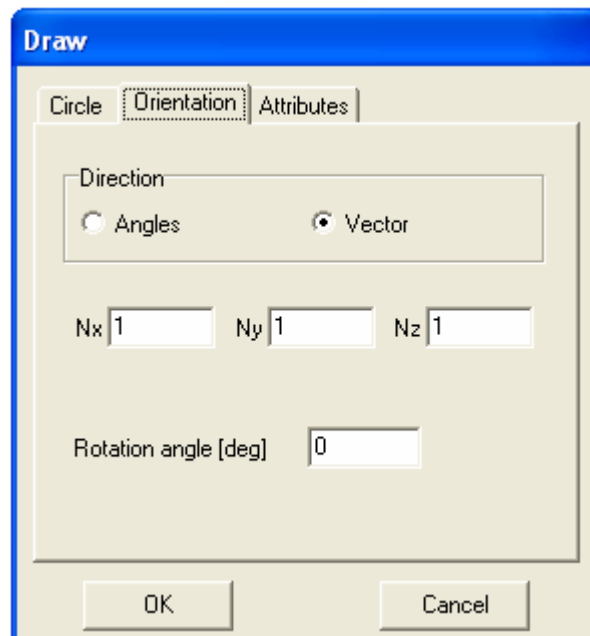 Draw
Circle Orientation Attributes
Direction
Angles Vector
Nx 1 Ny 1 Nz 1
Rotation angle [deg] 0
OK Cancel